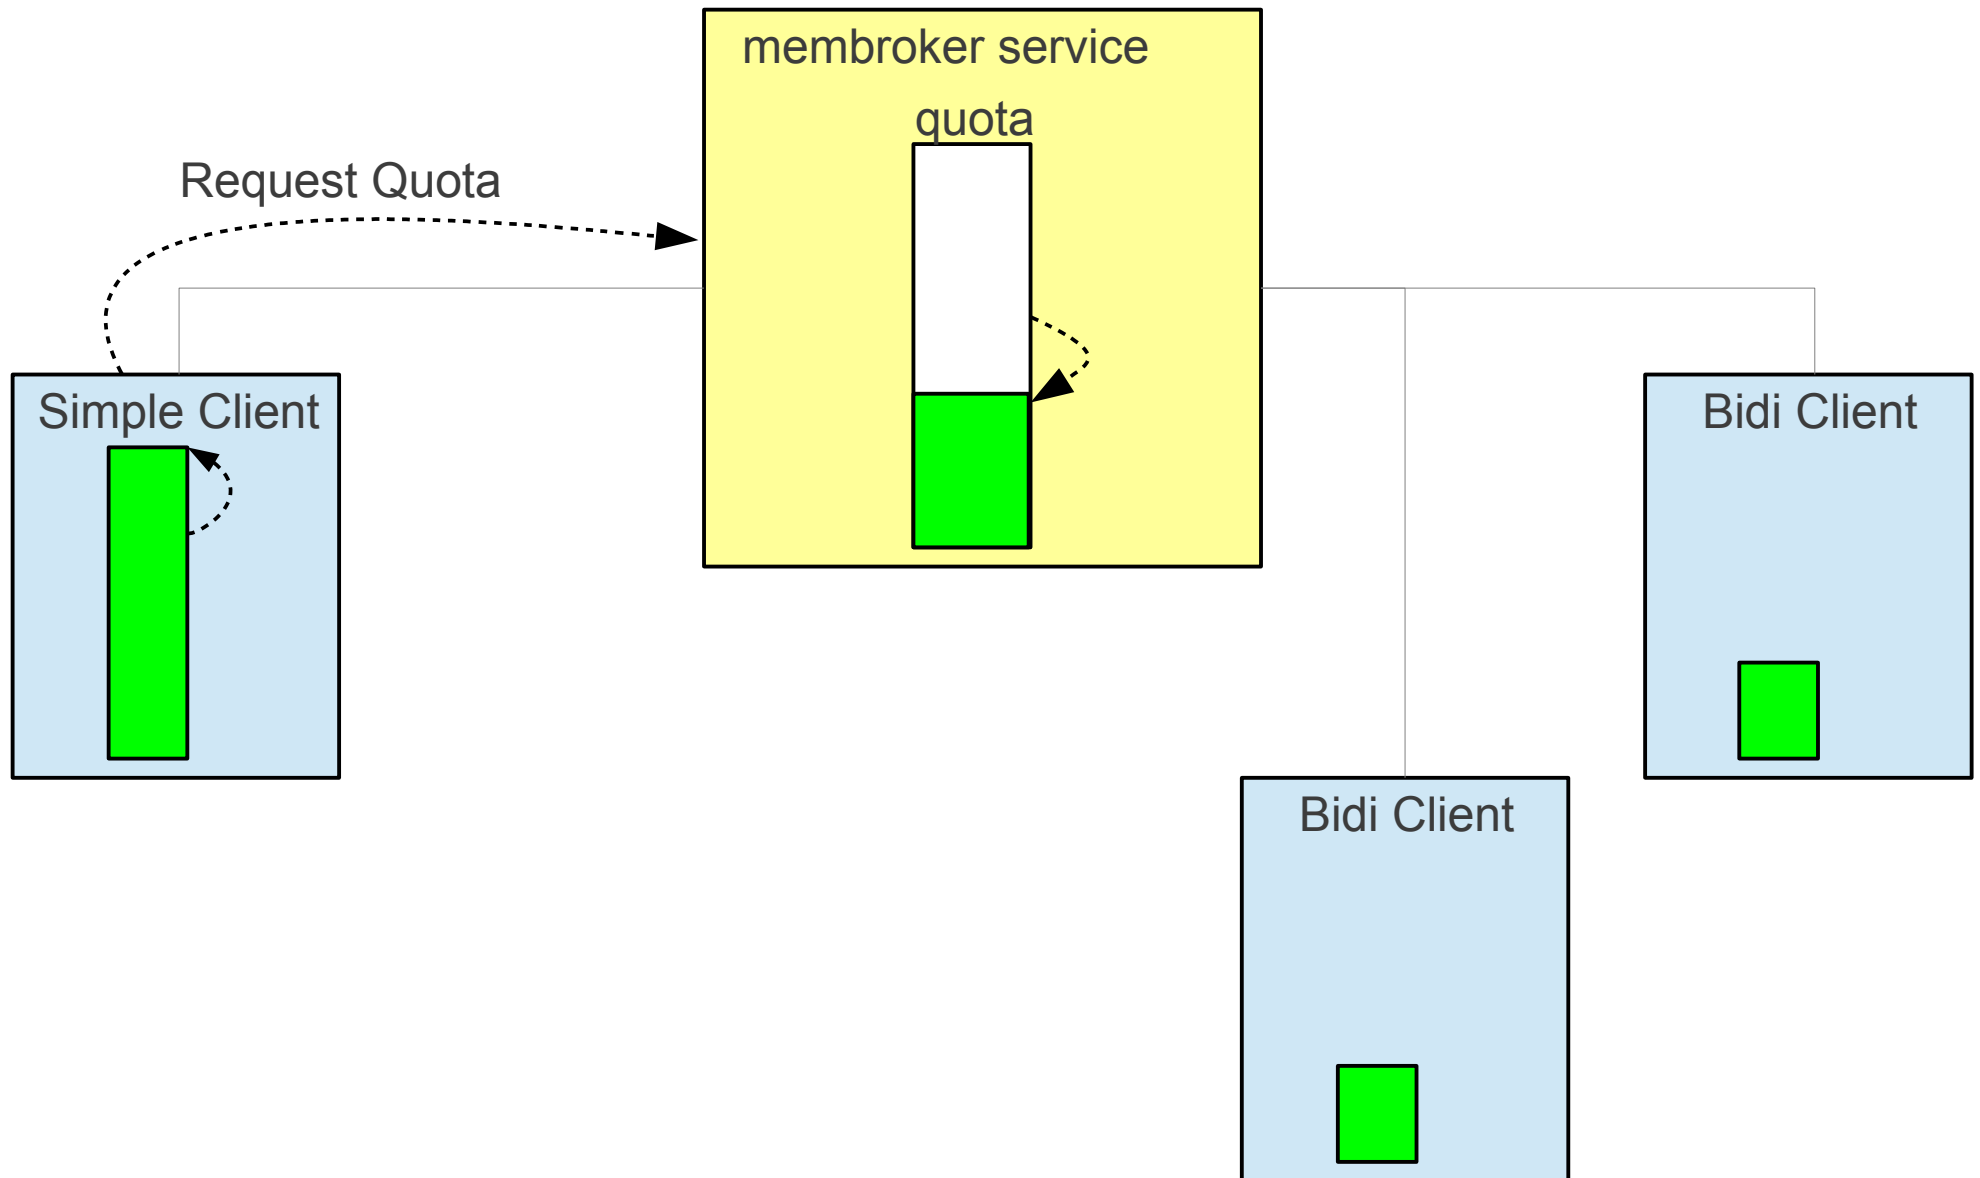 membroker service
quota
Request Quota
Simple Client
Bidi Client
Bidi Client